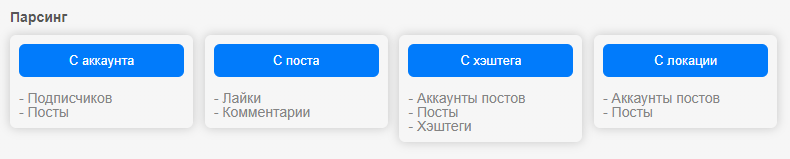 Парсинг
С аккаунта
- Подписчиков
- Посты
С поста
- Лайки
- Комментарии
С хэштега
- Аккаунты постов
- Посты
- Хэштеги
С локации
- Аккаунты постов
- Посты